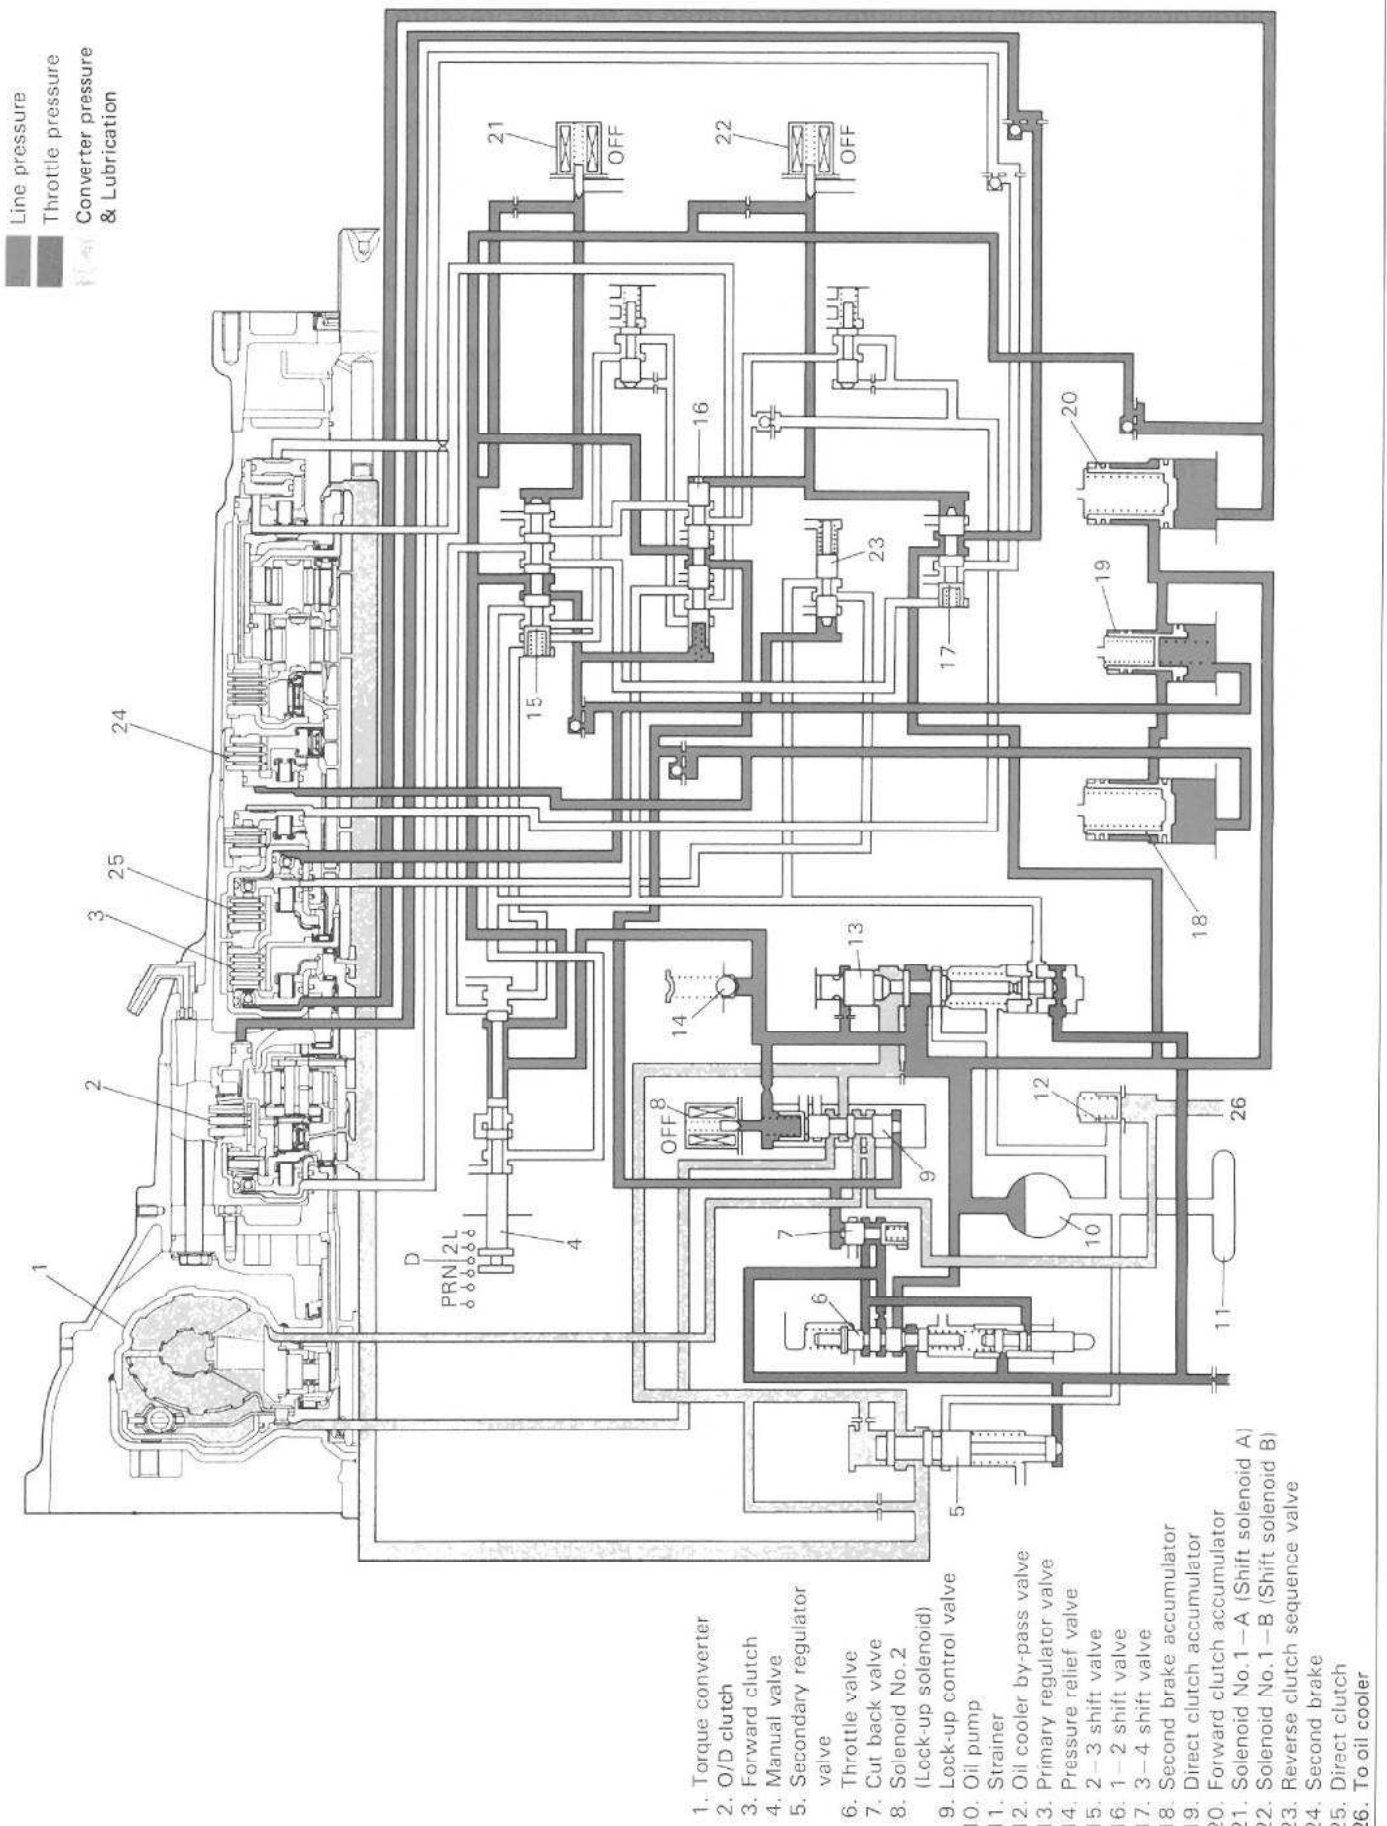 Line pressure
Throttle pressure
Converter pressure
& Lubrication
1
2
3
25
24
21
OFF
22
OFF
16
15
23
17
20
19
18
13
14
OFF 8
9
12
26
10
11
7
6
5
4
D
PRN 2 L
1. Torque converter
2. O/D clutch
3. Forward clutch
4. Manual valve
5. Secondary regulator
valve
6. Throttle valve
7. Cut back valve
8. Solenoid No.2
(Lock-up solenoid)
9. Lock-up control valve
10. Oil pump
11. Strainer
12. Oil cooler by-pass valve
13. Primary regulator valve
14. Pressure relief valve
15. 2–3 shift valve
16. 1–2 shift valve
17. 3–4 shift valve
18. Second brake accumulator
19. Direct clutch accumulator
20. Forward clutch accumulator
21. Solenoid No.1–A (Shift solenoid A)
22. Solenoid No.1–B (Shift solenoid B)
23. Reverse clutch sequence valve
24. Second brake
25. Direct clutch
26. To oil cooler